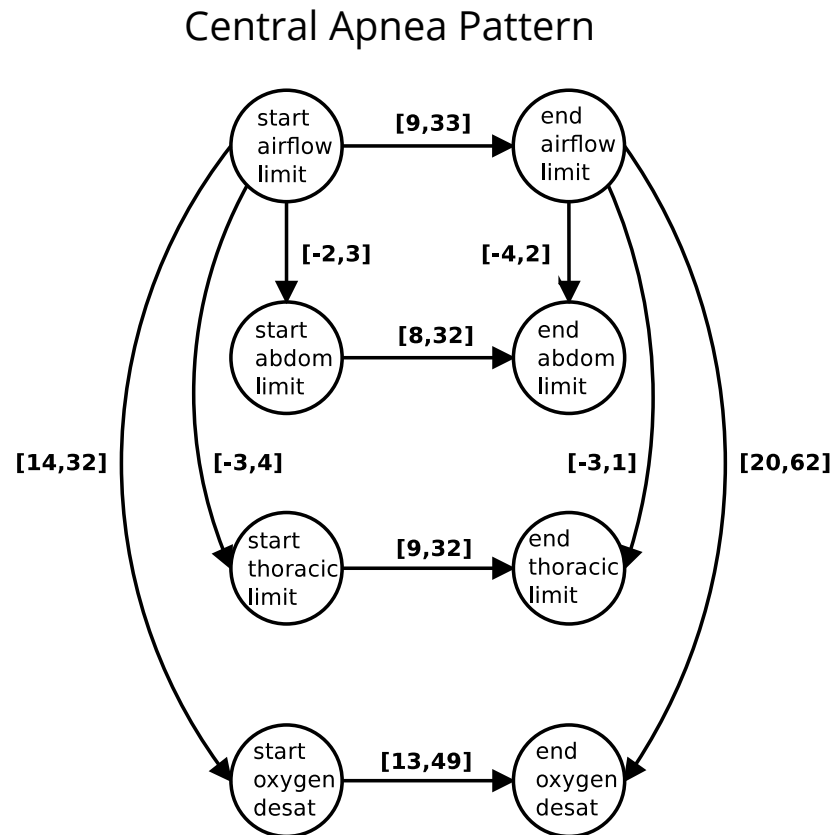 Central Apnea Pattern
start
airflow
limit
[9,33]
end
airflow
limit
[-2,3]
[-4,2]
start
abdom
limit
[8,32]
end
abdom
limit
[14,32]
[-3,4]
[-3,1]
[20,62]
start
thoracic
limit
[9,32]
end
thoracic
limit
start
oxygen
desat
[13,49]
end
oxygen
desat